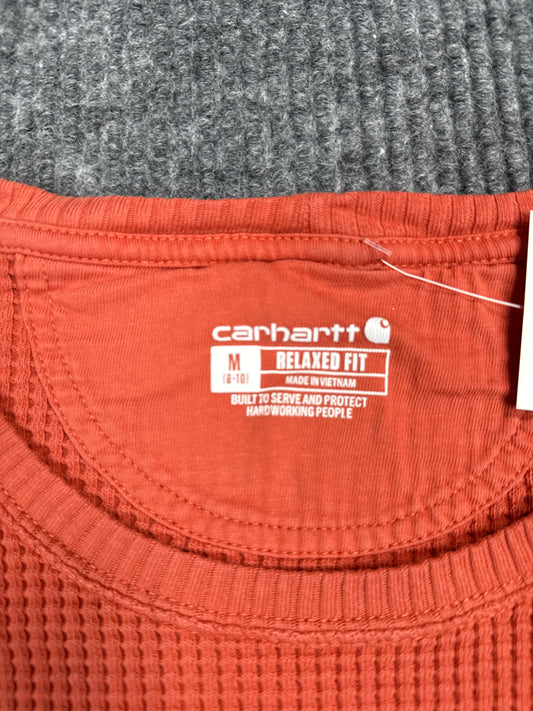 carhartt
M RELAXED FIT
(8-10) MADE IN VIETNAM
BUILT TO SERVE AND PROTECT
HARDWORKING PEOPLE